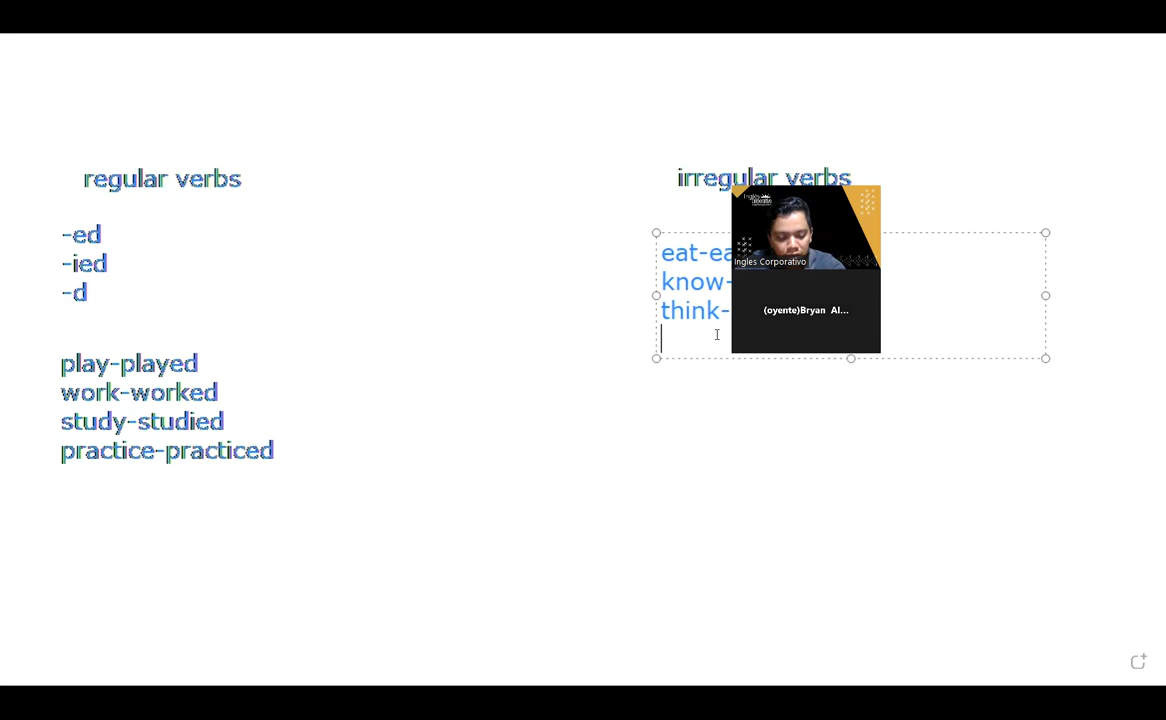 regular verbs
-ed
-ied
-d
play-played
work-worked
study-studied
practice-practiced
irregular verbs
eat-ea
know-
think-
Ingles Corporativo
(oyente)Bryan Al...